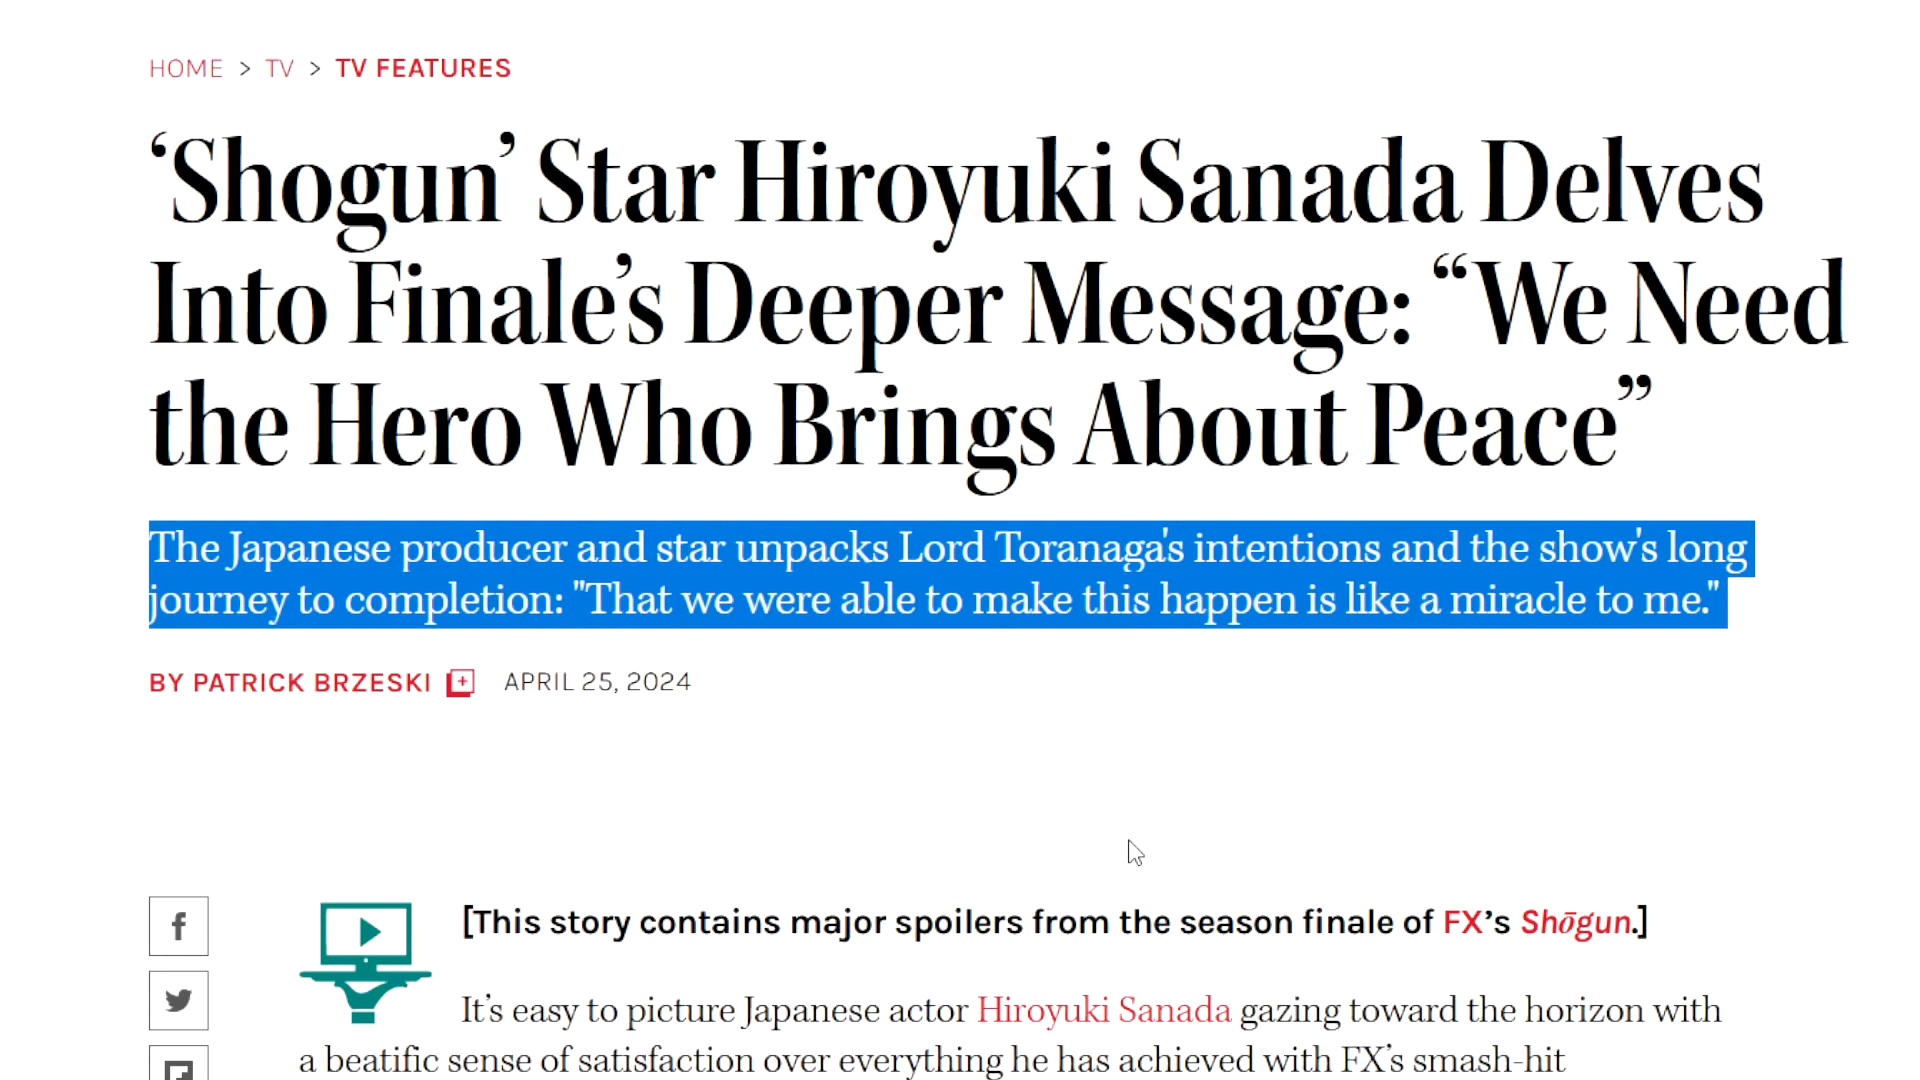 HOME > TV > TV FEATURES
‘Shogun’ Star Hiroyuki Sanada Delves
Into Finale’s Deeper Message: “We Need
the Hero Who Brings About Peace”
The Japanese producer and star unpacks Lord Toranaga's intentions and the show's long
journey to completion: "That we were able to make this happen is like a miracle to me."
BY PATRICK BRZESKI APRIL 25, 2024
[This story contains major spoilers from the season finale of FX’s Shōgun.]
It’s easy to picture Japanese actor Hiroyuki Sanada gazing toward the horizon with
a beatific sense of satisfaction over everything he has achieved with FX’s smash-hit